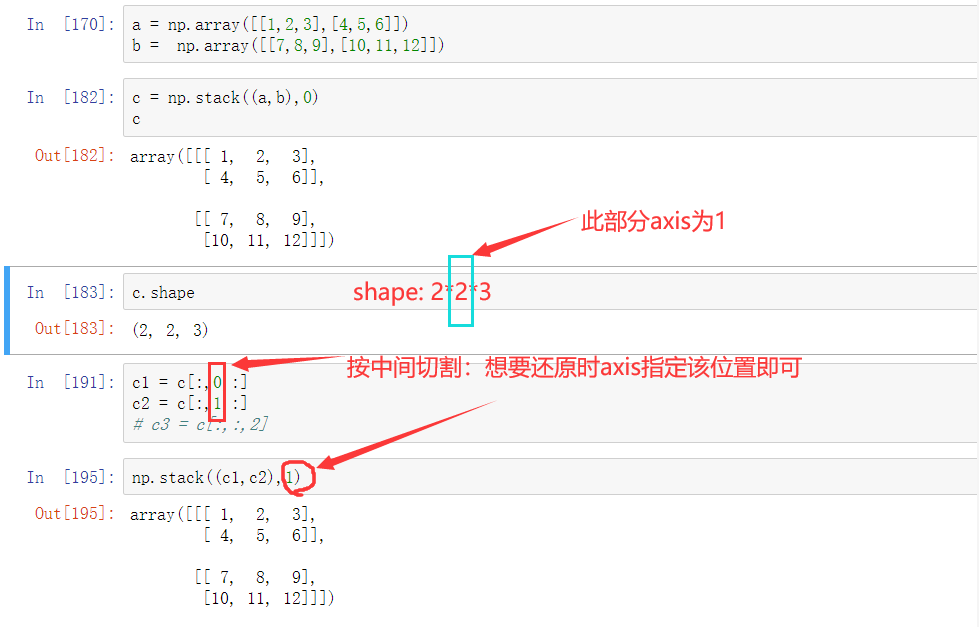 In [170]: a = np.array([[1,2,3],[4,5,6]])
b =  np.array([[7,8,9],[10,11,12]])
In [182]: c = np.stack((a,b),0)
c
Out[182]: array([[[ 1,  2,  3],
[ 4,  5,  6]],
[[ 7,  8,  9],
[10, 11, 12]]])
此部分axis为1
In [183]: c.shape
shape: 2*2*3
Out[183]: (2, 2, 3)
按中间切割：想要还原时axis指定该位置即可
In [191]: c1 = c[:,0,:]
c2 = c[:,1,:]
# c3 = c[:,:,2]
In [195]: np.stack((c1,c2),1)
Out[195]: array([[[ 1,  2,  3],
[ 4,  5,  6]],
[[ 7,  8,  9],
[10, 11, 12]]])